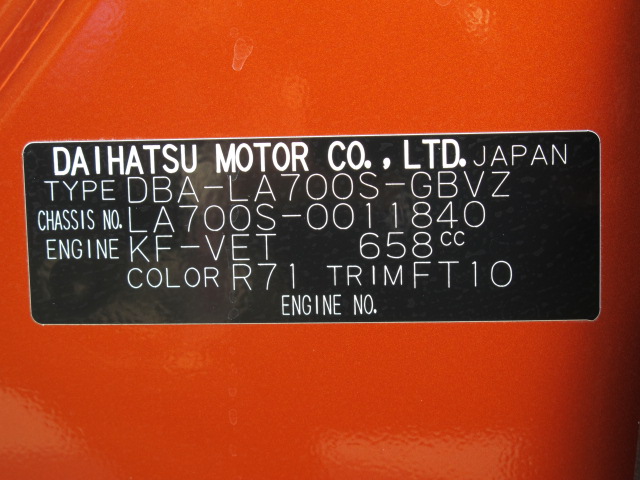 DAIHATSU MOTOR CO.,LTD. JAPAN
TYPE DBA-LA700S-GBVZ
CHASSIS NO. LA700S-0011840
ENGINE KF-VET 658cc
COLOR R71 TRIM FT10
ENGINE NO.